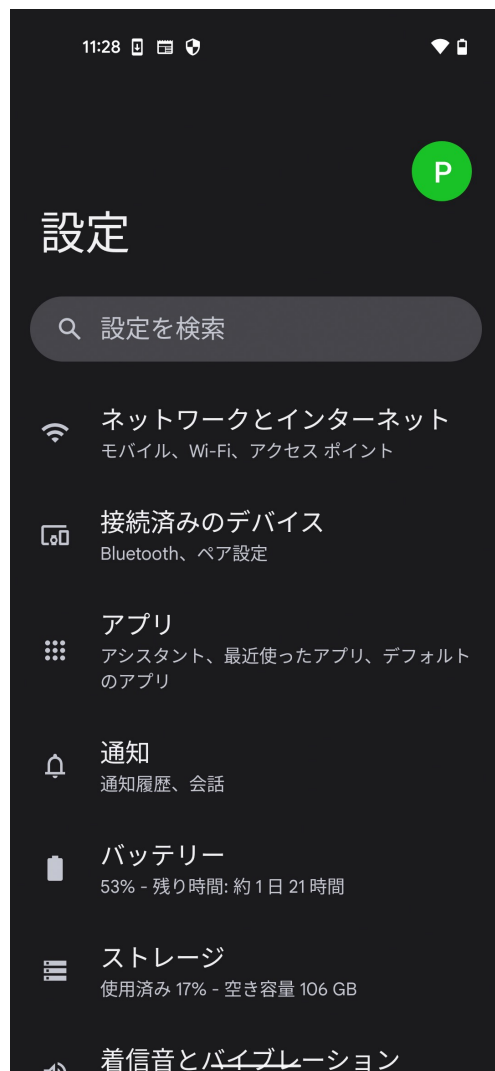 11:28
P
設定
設定を検索
ネットワークとインターネット
モバイル、Wi-Fi、アクセス ポイント
接続済みのデバイス
Bluetooth、ペア設定
アプリ
アシスタント、最近使ったアプリ、デフォルト
のアプリ
通知
通知履歴、会話
バッテリー
53% - 残り時間: 約 1 日 21 時間
ストレージ
使用済み 17% - 空き容量 106 GB
着信音とバイブレーション